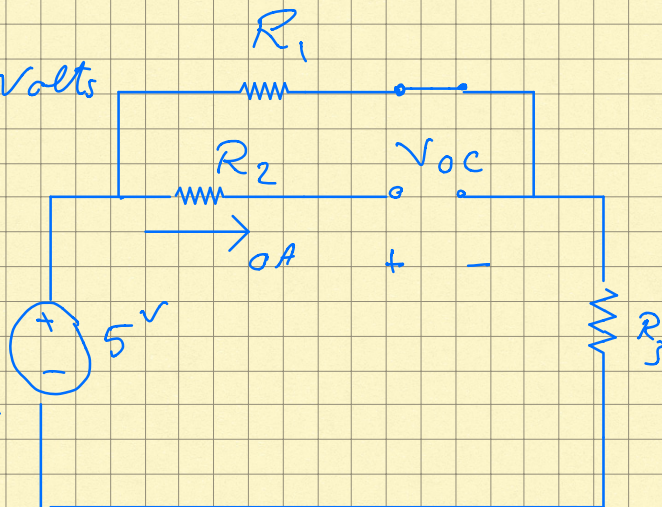 R1
Volts
R2
VOC
0A
+ −
+
5V
−
R3